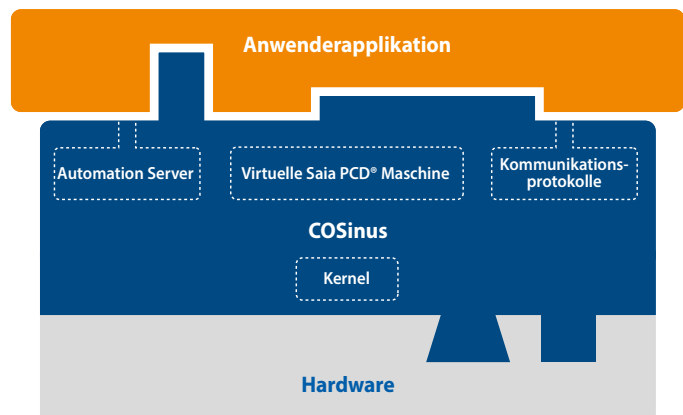 Anwenderapplikation
Automation Server
Virtuelle Saia PCD® Maschine
Kommunikations-
protokolle
COSinus
Kernel
Hardware